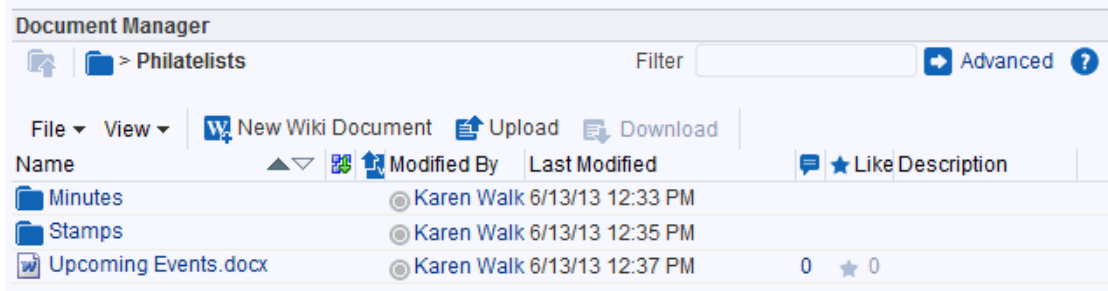 Document Manager
> Philatelists Filter Advanced ?
File View New Wiki Document Upload Download
Name Modified By Last Modified Like Description
Minutes Karen Walk 6/13/13 12:33 PM
Stamps Karen Walk 6/13/13 12:35 PM
Upcoming Events.docx Karen Walk 6/13/13 12:37 PM 0 0